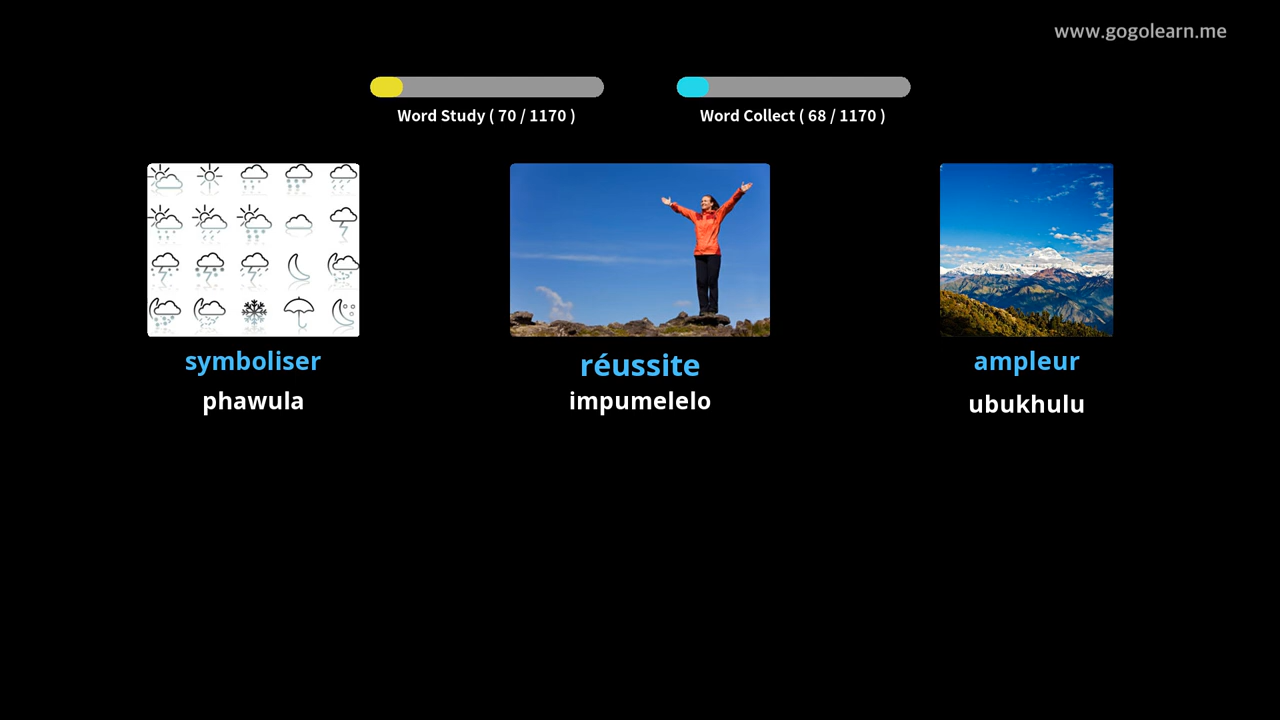 www.gogolearn.me
Word Study ( 70 / 1170 )
Word Collect ( 68 / 1170 )
symboliser
réussite
ampleur
phawula
impumelelo
ubukhulu